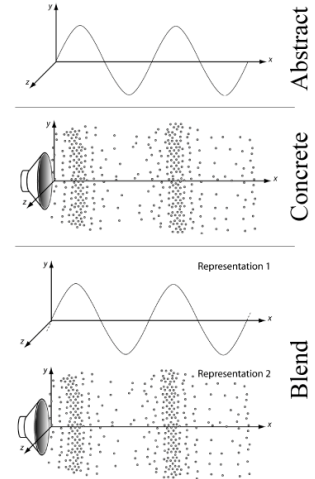 y
x
z
Abstract
y
x
z
Concrete
Representation 1
y
x
z
Representation 2
y
x
z
Blend